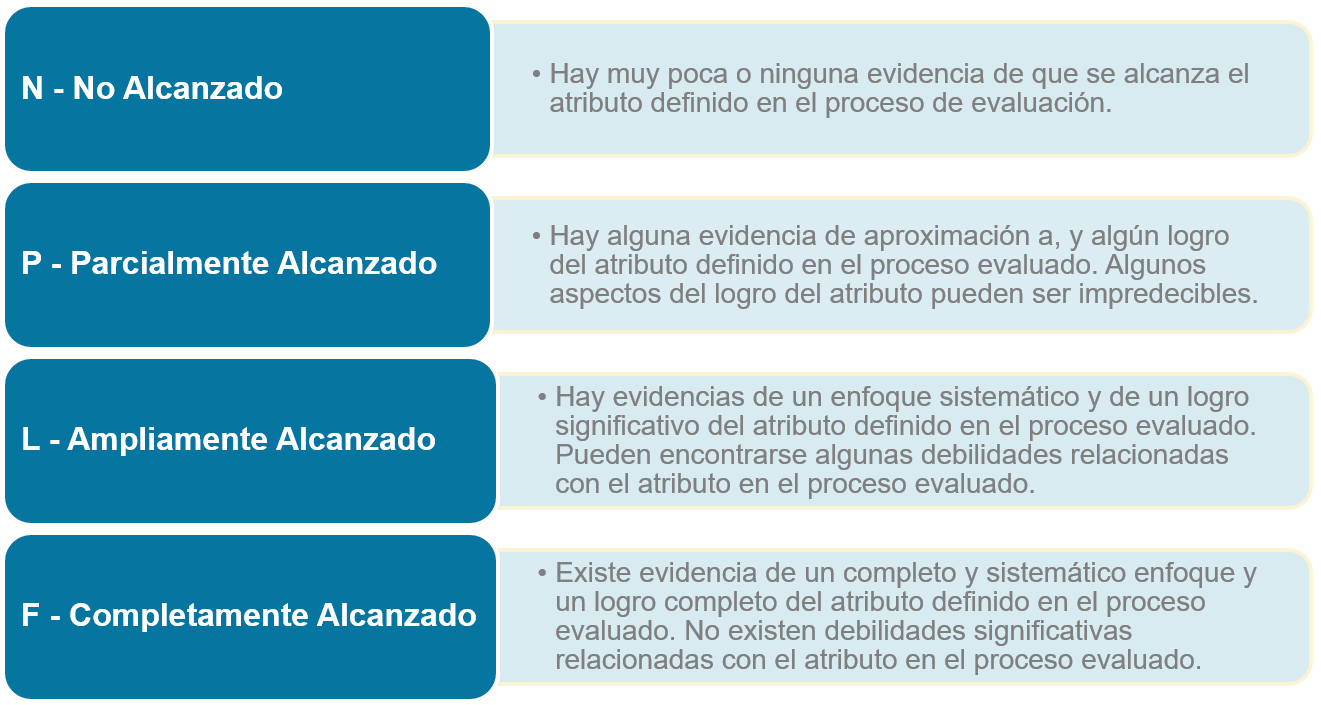 N - No Alcanzado
• Hay muy poca o ninguna evidencia de que se alcanza el
atributo definido en el proceso de evaluación.
P - Parcialmente Alcanzado
• Hay alguna evidencia de aproximación a, y algún logro
del atributo definido en el proceso evaluado. Algunos
aspectos del logro del atributo pueden ser impredecibles.
L - Ampliamente Alcanzado
• Hay evidencias de un enfoque sistemático y de un logro
significativo del atributo definido en el proceso evaluado.
Pueden encontrarse algunas debilidades relacionadas
con el atributo en el proceso evaluado.
F - Completamente Alcanzado
• Existe evidencia de un completo y sistemático enfoque y
un logro completo del atributo definido en el proceso
evaluado. No existen debilidades significativas
relacionadas con el atributo en el proceso evaluado.